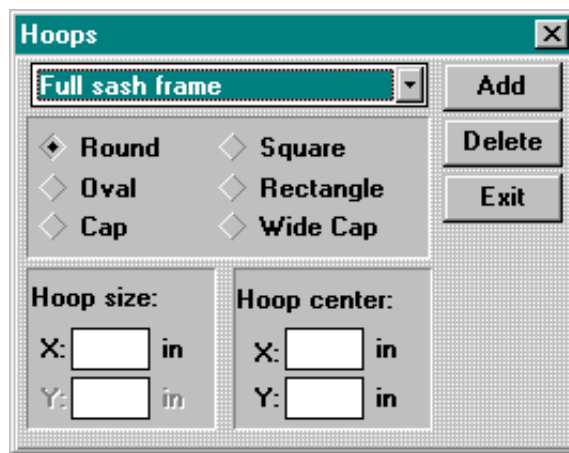 Hoops
Full sash frame
Add
Round Square
Delete
Oval Rectangle
Exit
Cap Wide Cap
Hoop size: Hoop center:
X: in X: in
Y: in Y: in